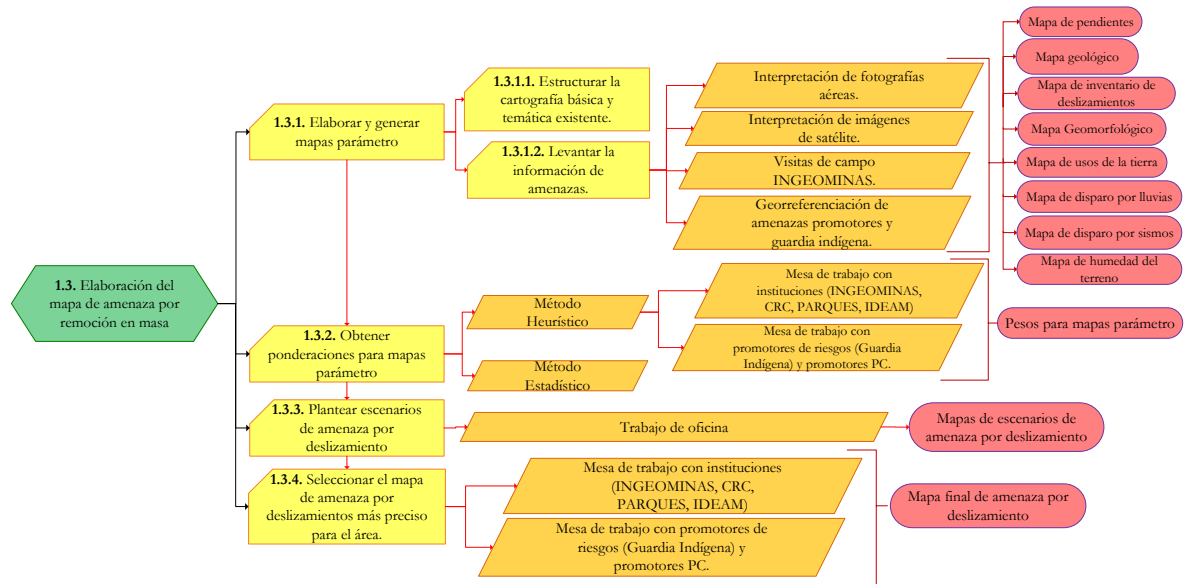 1.3. Elaboración del
mapa de amenaza por
remoción en masa
1.3.1. Elaborar y generar
mapas parámetro
1.3.1.1. Estructurar la
cartografía básica y
temática existente.
1.3.1.2. Levantar la
información de
amenazas.
Interpretación de fotografías
aéreas.
Interpretación de imágenes
de satélite.
Visitas de campo
INGEOMINAS.
Georreferenciación de
amenazas promotores y
guardia indígena.
Mapa de pendientes
Mapa geológico
Mapa de inventario de
deslizamientos
Mapa Geomorfológico
Mapa de usos de la tierra
Mapa de disparo por lluvias
Mapa de disparo por sismos
Mapa de humedad del
terreno
1.3.2. Obtener
ponderaciones para mapas
parámetro
Método
Heurístico
Método
Estadístico
Mesa de trabajo con
instituciones (INGEOMINAS,
CRC, PARQUES, IDEAM)
Mesa de trabajo con
promotores de riesgos (Guardia
Indígena) y promotores PC.
Pesos para mapas parámetro
1.3.3. Plantear escenarios
de amenaza por
deslizamiento
Trabajo de oficina
Mapas de escenarios de
amenaza por deslizamiento
1.3.4. Seleccionar el mapa
de amenaza por
deslizamientos más preciso
para el área.
Mesa de trabajo con instituciones
(INGEOMINAS, CRC,
PARQUES, IDEAM)
Mesa de trabajo con promotores de
riesgos (Guardia Indígena) y
promotores PC.
Mapa final de amenaza por
deslizamiento